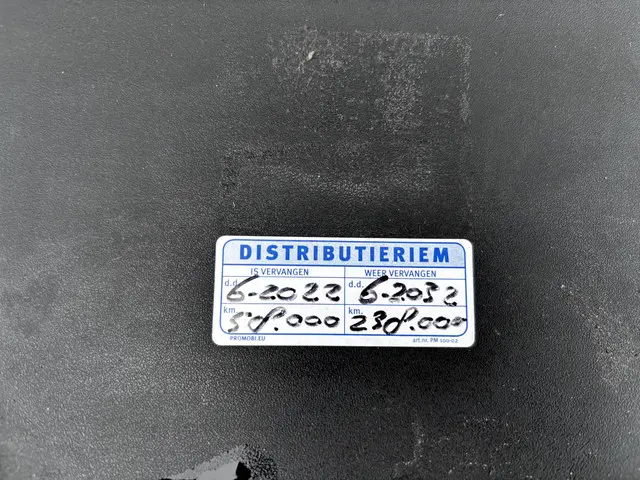 DISTRIBUTIERIEM
IS VERVANGEN WEER VERVANGEN
d.d. 6-2022 d.d. 6-2032
km. 58.000 km. 238.000
PROMOBI.EU art.nr. PM 100-02